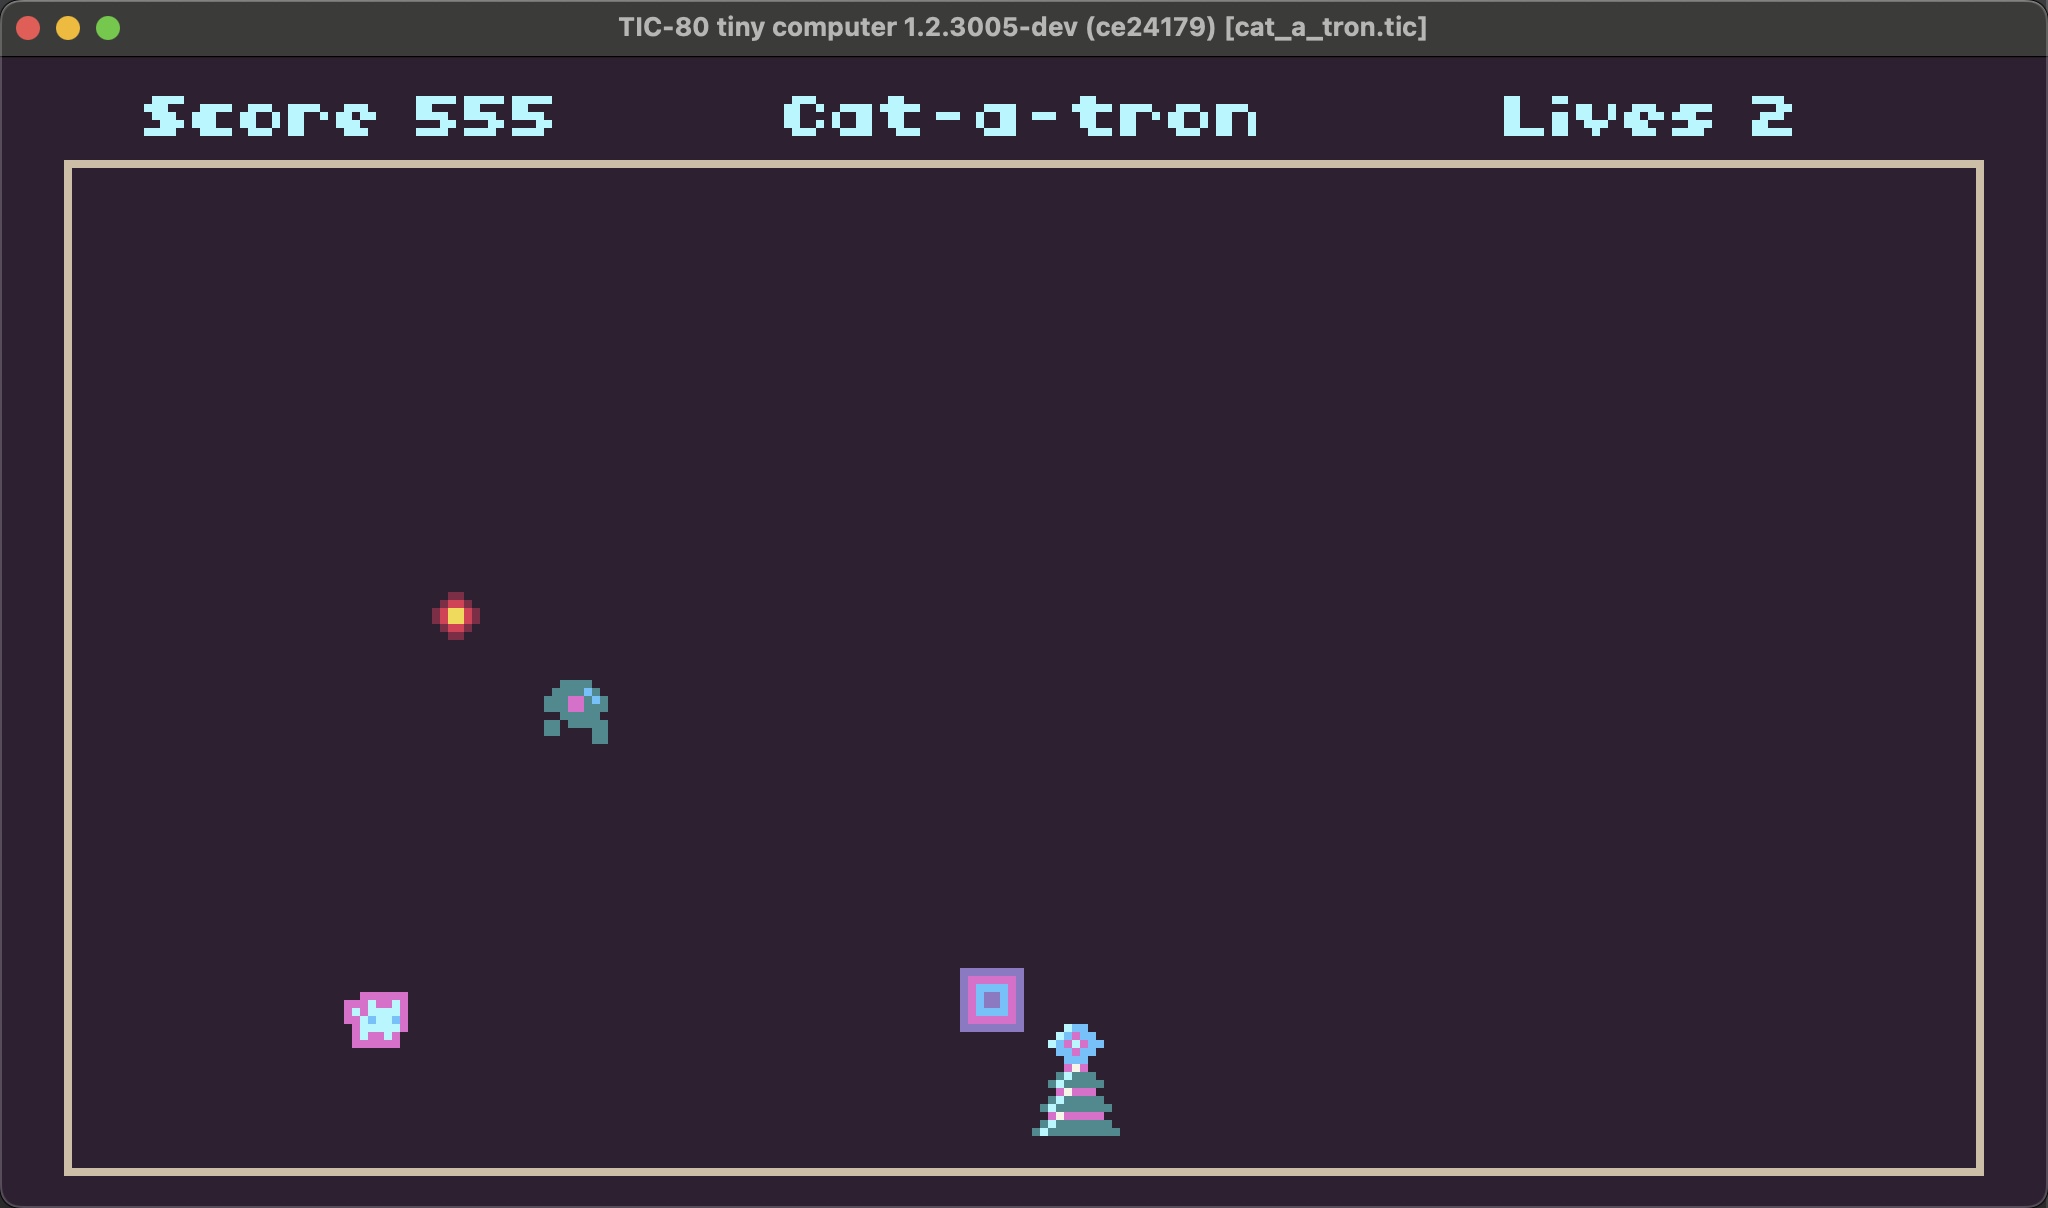 TIC-80 tiny computer 1.2.3005-dev (ce24179) [cat_a_tron.tic]
Score 555 Cat-a-tron Lives 2